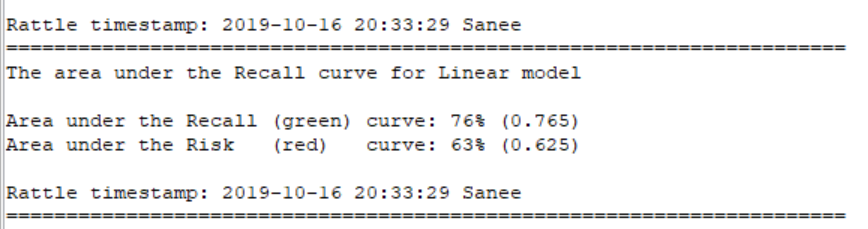 Rattle timestamp: 2019-10-16 20:33:29 Sanee
======================================================================
The area under the Recall curve for Linear model
Area under the Recall (green) curve: 76% (0.765)
Area under the Risk   (red)   curve: 63% (0.625)
Rattle timestamp: 2019-10-16 20:33:29 Sanee
======================================================================